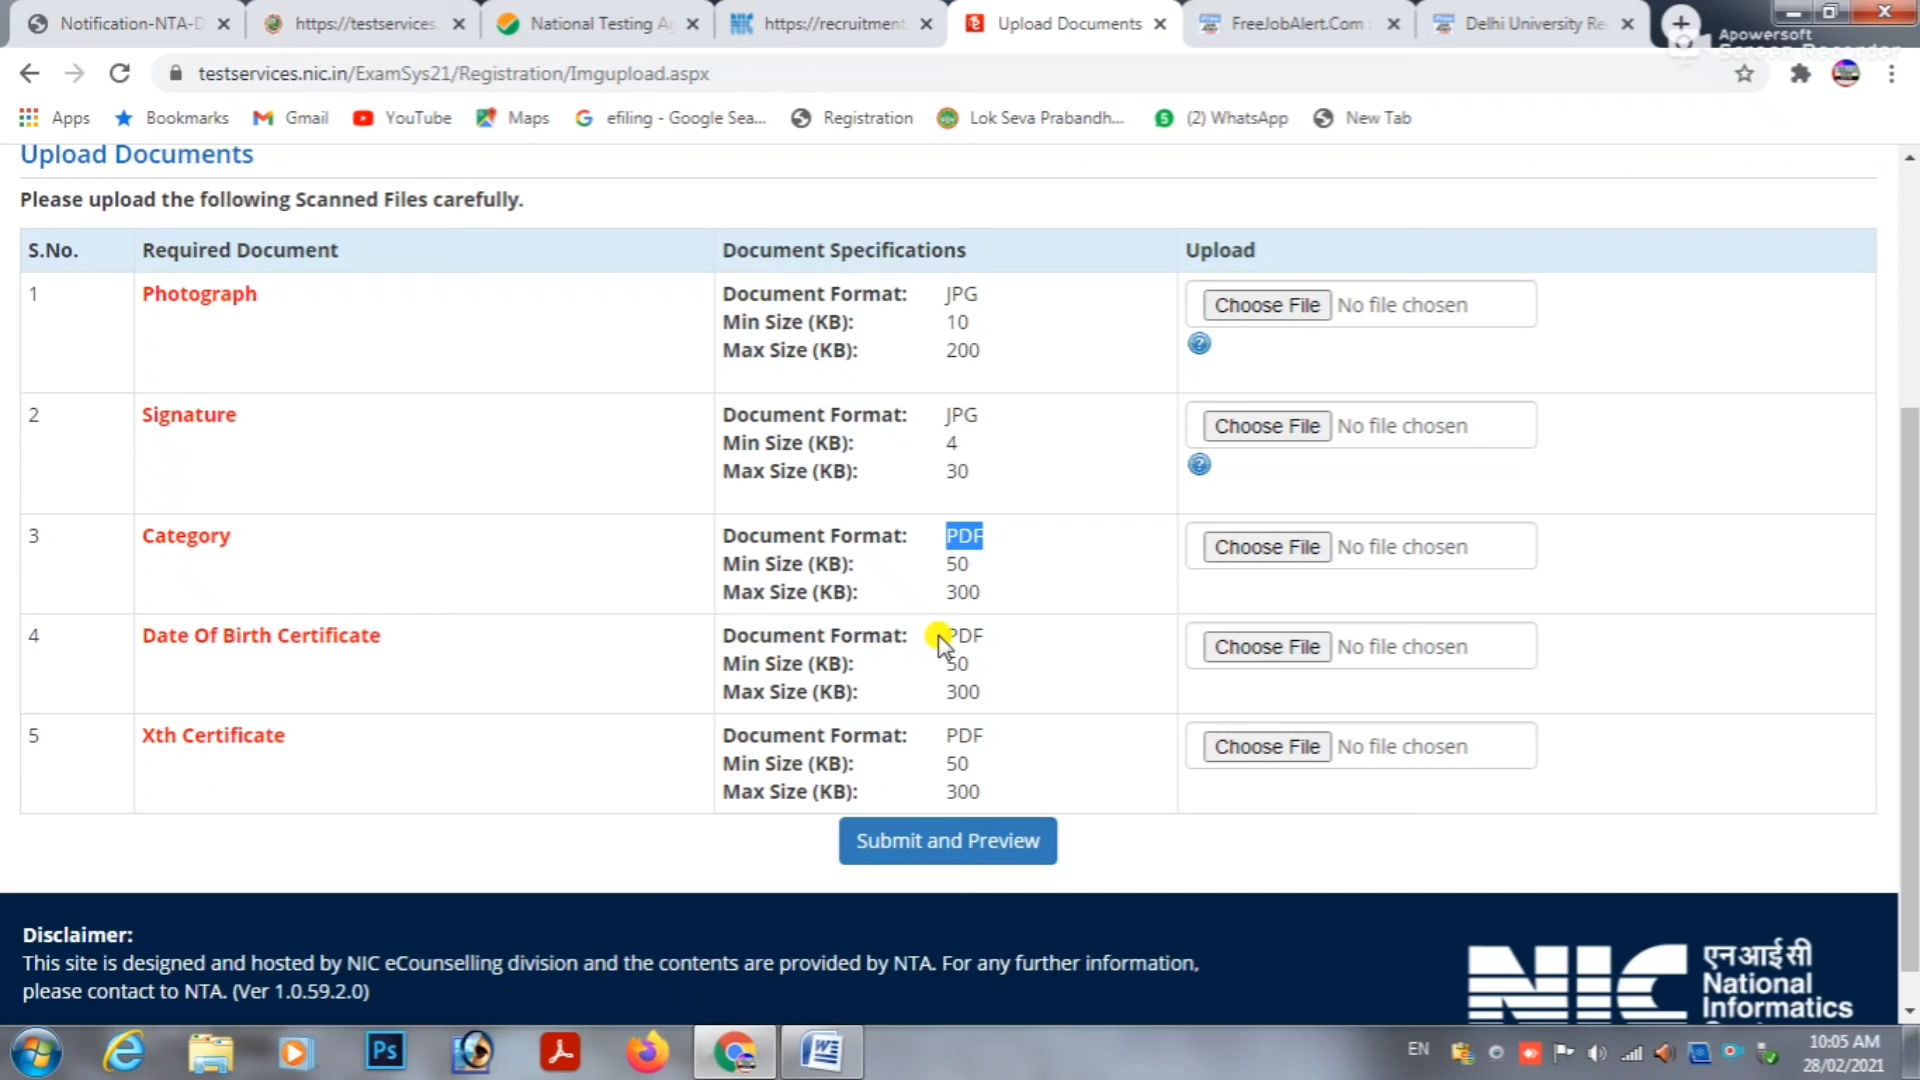 Notification-NTA-D
https://testservices.
National Testing Ag
https://recruitment.
Upload Documents
FreeJobAlert.Com
Delhi University Re
Apowersoft
Screen Recorder
testservices.nic.in/ExamSys21/Registration/Imgupload.aspx
Apps
Bookmarks
Gmail
YouTube
Maps
efiling - Google Sea...
Registration
Lok Seva Prabandh...
(2) WhatsApp
New Tab
Upload Documents
Please upload the following Scanned Files carefully.
S.No. Required Document Document Specifications Upload
1 Photograph Document Format: JPG Choose File No file chosen
Min Size (KB): 10
Max Size (KB): 200
2 Signature Document Format: JPG Choose File No file chosen
Min Size (KB): 4
Max Size (KB): 30
3 Category Document Format: PDF Choose File No file chosen
Min Size (KB): 50
Max Size (KB): 300
4 Date Of Birth Certificate Document Format: PDF Choose File No file chosen
Min Size (KB): 50
Max Size (KB): 300
5 Xth Certificate Document Format: PDF Choose File No file chosen
Min Size (KB): 50
Max Size (KB): 300
Submit and Preview
Disclaimer:
This site is designed and hosted by NIC eCounselling division and the contents are provided by NTA. For any further information,
please contact to NTA. (Ver 1.0.59.2.0)
NIC
एनआईसी
National
Informatics
Ps
EN
10:05 AM
28/02/2021